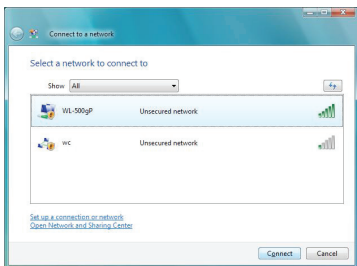 Connect to a network
Select a network to connect to
Show All
WL-500gP Unsecured network
wc Unsecured network
Set up a connection or network
Open Network and Sharing Center
Connect Cancel